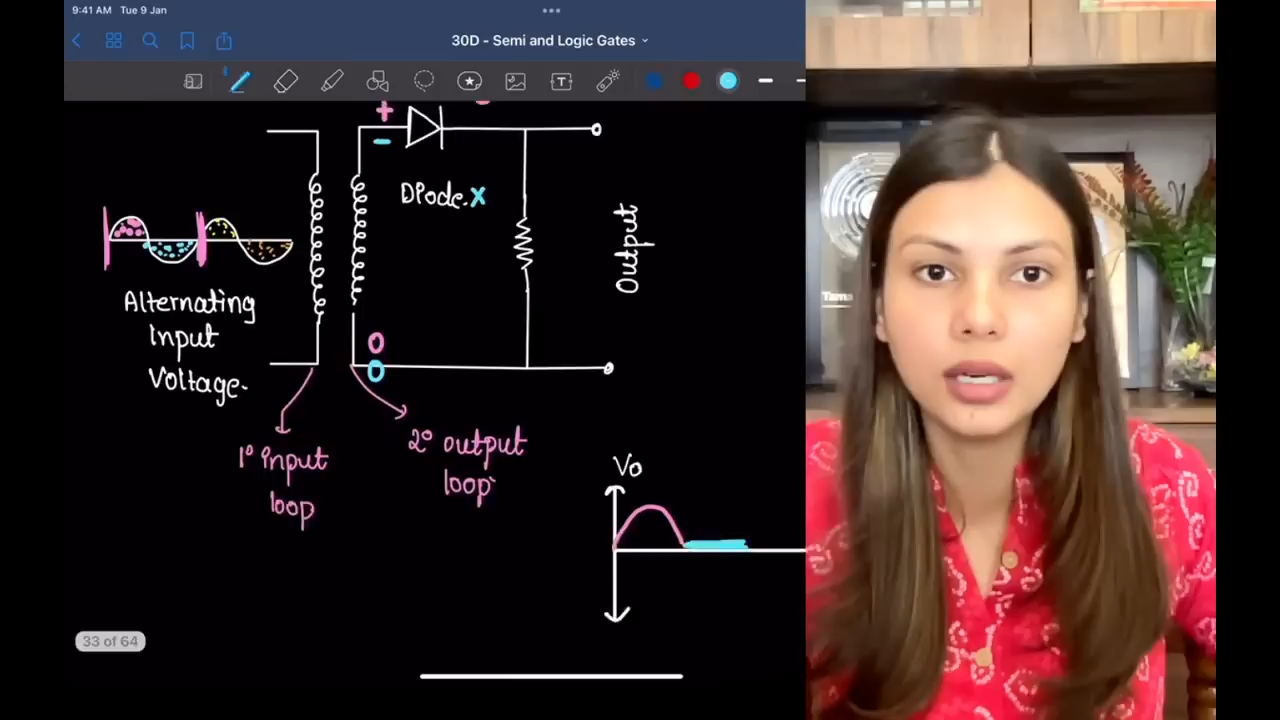 9:41 AM Tue 9 Jan
30D - Semi and Logic Gates
+
-
Diode. x
Output
Alternating
Input
Voltage.
0
0
1° input
loop
2° output
loop
Vo
33 of 64